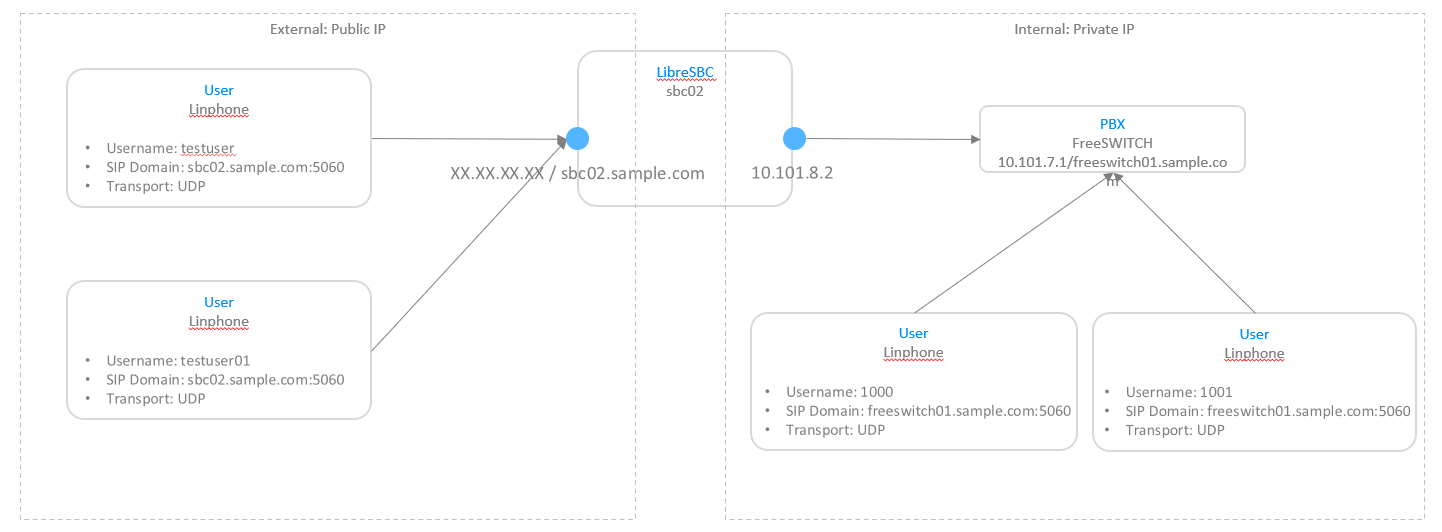 External: Public IP
Internal: Private IP
User
Linphone
• Username: testuser
• SIP Domain: sbc02.sample.com:5060
• Transport: UDP
LibreSBC
sbc02
XX.XX.XX.XX / sbc02.sample.com
10.101.8.2
PBX
FreeSWITCH
10.101.7.1/freeswitch01.sample.co
m
User
Linphone
• Username: testuser01
• SIP Domain: sbc02.sample.com:5060
• Transport: UDP
User
Linphone
• Username: 1000
• SIP Domain: freeswitch01.sample.com:5060
• Transport: UDP
User
Linphone
• Username: 1001
• SIP Domain: freeswitch01.sample.com:5060
• Transport: UDP